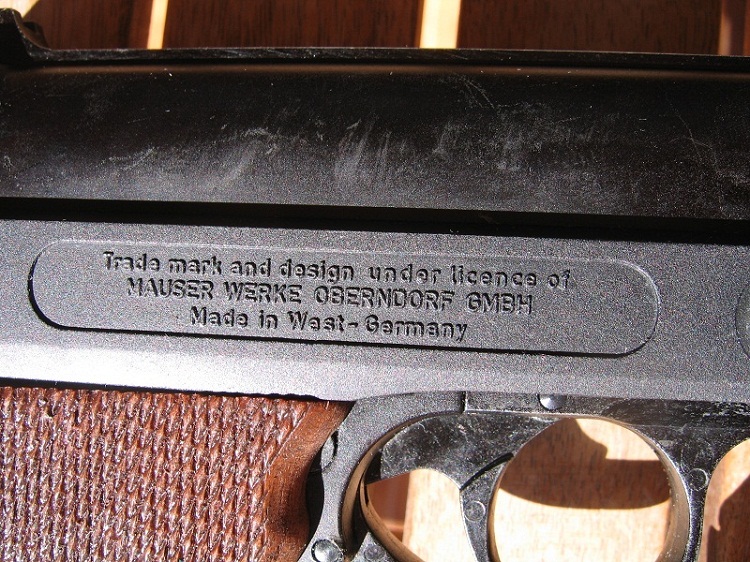 Trade mark and design under licence of
MAUSER WERKE OBERNDORF GMBH
Made in West-Germany